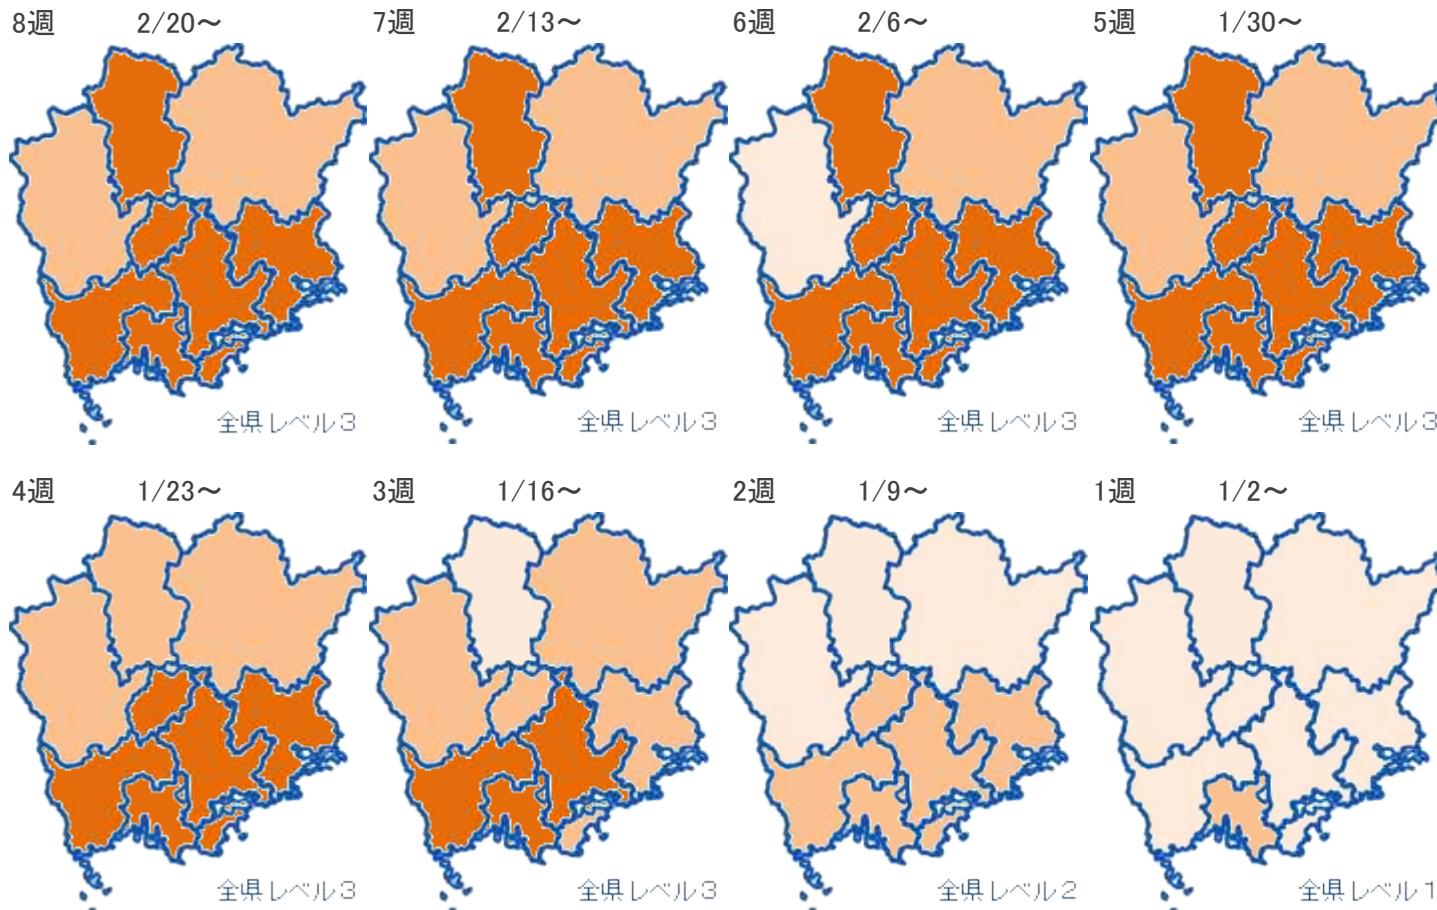 8週 2/20～
7週 2/13～
6週 2/6～
5週 1/30～
全県レベル3
全県レベル3
全県レベル3
全県レベル3
4週 1/23～
3週 1/16～
2週 1/9～
1週 1/2～
全県レベル3
全県レベル3
全県レベル2
全県レベル1